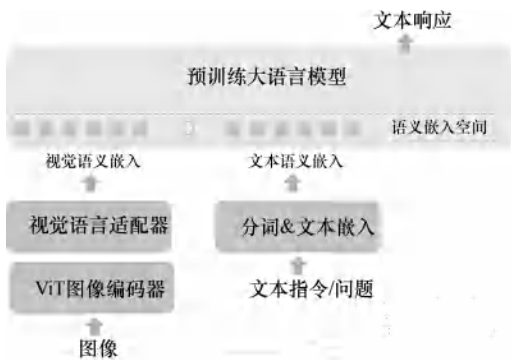 文本响应
预训练大语言模型
语义嵌入空间
视觉语义嵌入
文本语义嵌入
视觉语言适配器
分词&文本嵌入
ViT图像编码器
文本指令/问题
图像